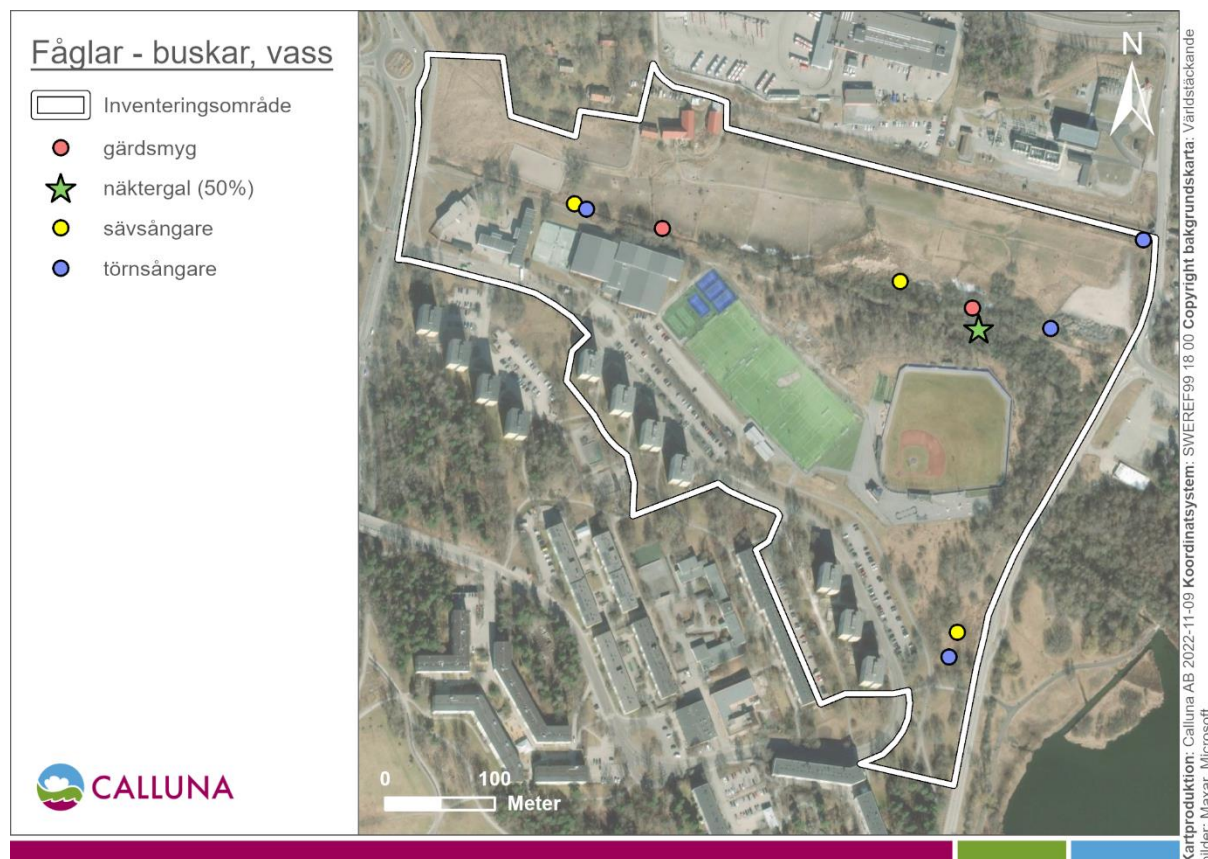 Fåglar - buskar, vass
Inventeringsområde
gärdsmyg
näktergal (50%)
sävsångare
törnsångare
CALLUNA
N
0 100
Meter
Kartproduktion: Calluna AB 2022-11-09 Koordinatsystem: SWEREF99 18 00 Copyright bakgrundskarta: Världstäckande
bilder: Maxar, Microsoft